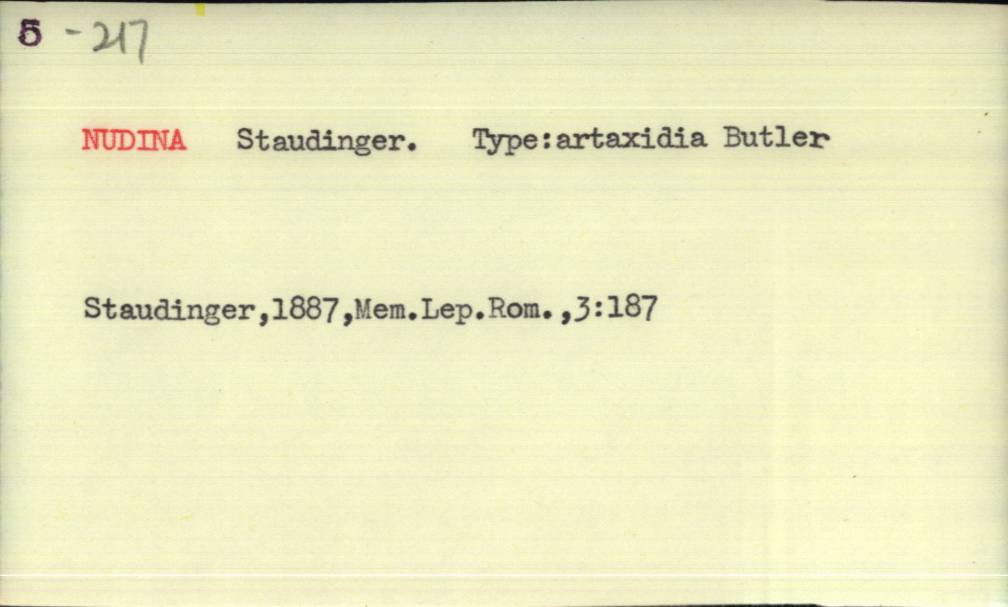 5 -217
NUDINA Staudinger. Type:artaxidia Butler
Staudinger,1887,Mem.Lep.Rom.,3:187